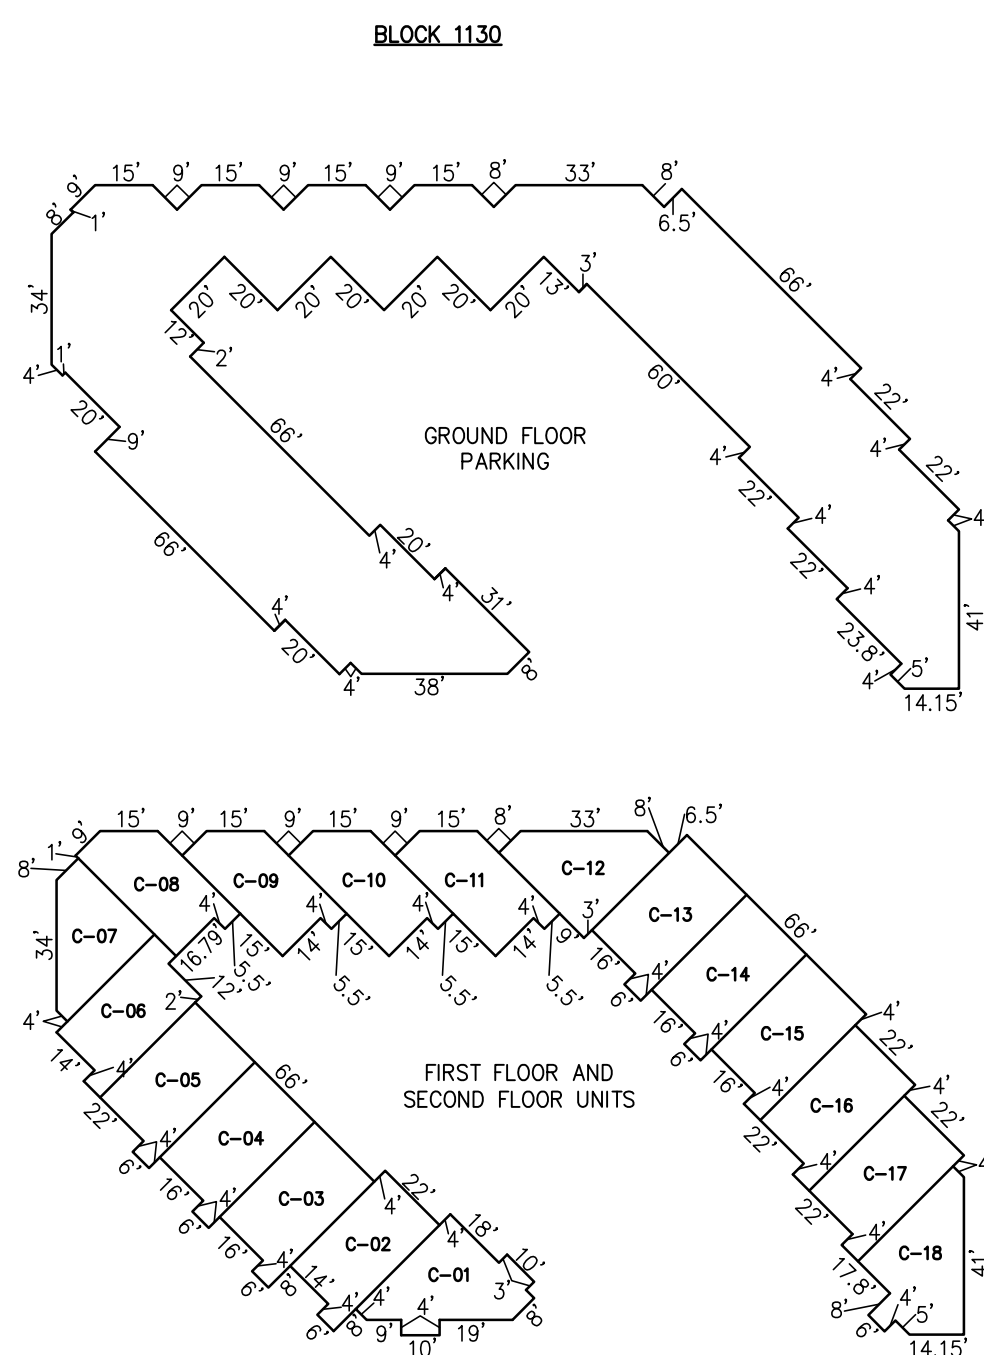 BLOCK 1130
15' 9' 15' 9' 15' 9' 15' 8' 33' 8'
9'
8' 1' 6.5'
34' 20' 20' 20' 20' 20' 20' 20' 13' 3' 66'
12' 2'
4' 1' 60' 4'
20' 9' 22'
66' GROUND FLOOR
PARKING
4' 4' 22'
66' 20' 22' 4' 4
4' 4' 22' 4'
4' 31' 41'
20' 23.8'
4' 38' 8' 4' 5'
14.15'
15' 9' 15' 9' 15' 9' 15' 8' 33' 8' 6.5'
1' 9'
8' C-08 C-09 C-10 C-11 C-12
4' 4' 4' 4' 3' C-13 66'
34' C-07 16.79' 15' 14' 15' 14' 15' 14' 9'
5.5' 5.5' 5.5' 5.5'
12' 16' 4' C-14
2' 6'
4' C-06 16' 4' C-15 4'
14' 4' 6' 22'
C-05 66' FIRST FLOOR AND
SECOND FLOOR UNITS
16' 4' C-16 4'
22' 22' 22'
4' C-04
6' 4' C-17 4
16' 4' C-03 22' 22'
6' 4' 4'
16' C-02 4' 18' C-18 41'
4' 10'
6' 8' 14' C-01 3' 17.8'
4' 4' 4' 8' 8' 4' 5'
6' 8' 9' 10' 19' 6' 14.15'